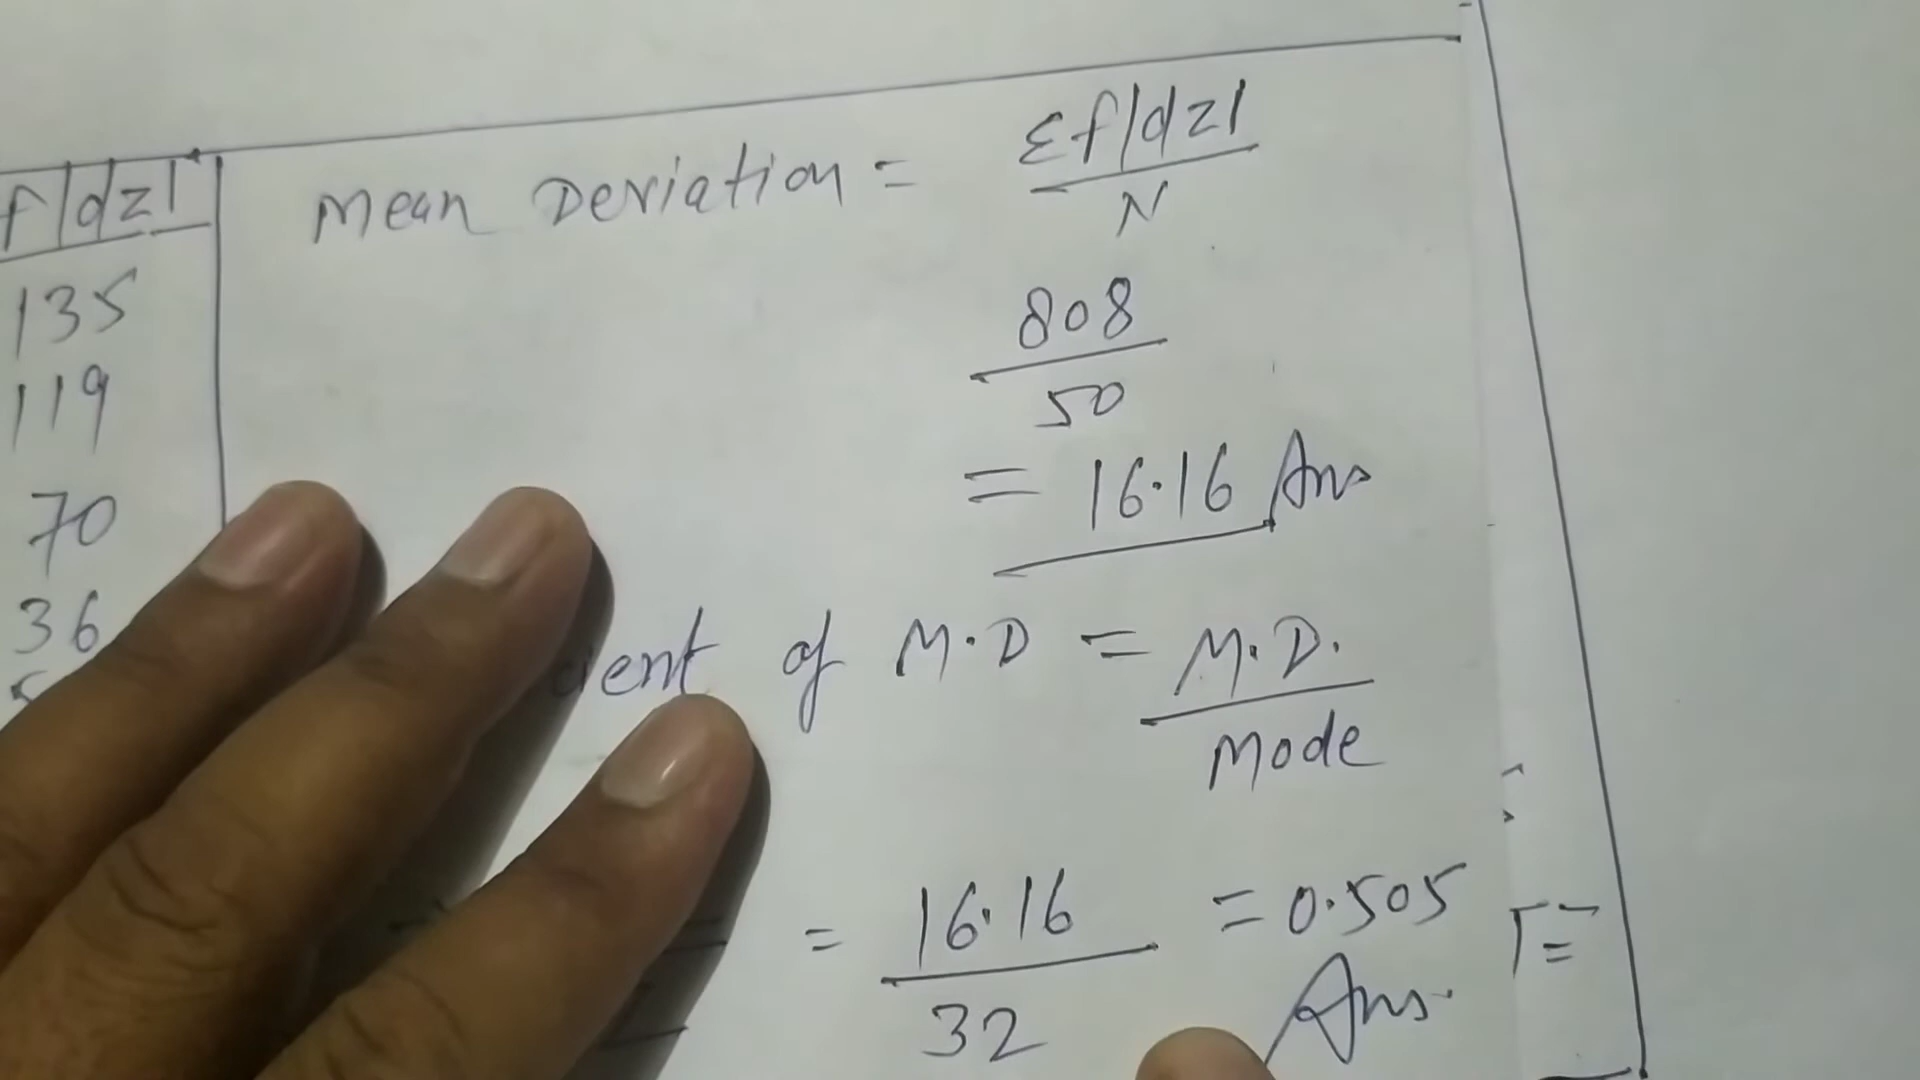 f|dz|
135
119
70
36
Mean Deviation = Σf|dz|
N
808
50
= 16.16 Ans
of M.D = M.D.
Mode
= 16.16 = 0.505
32
Ans.